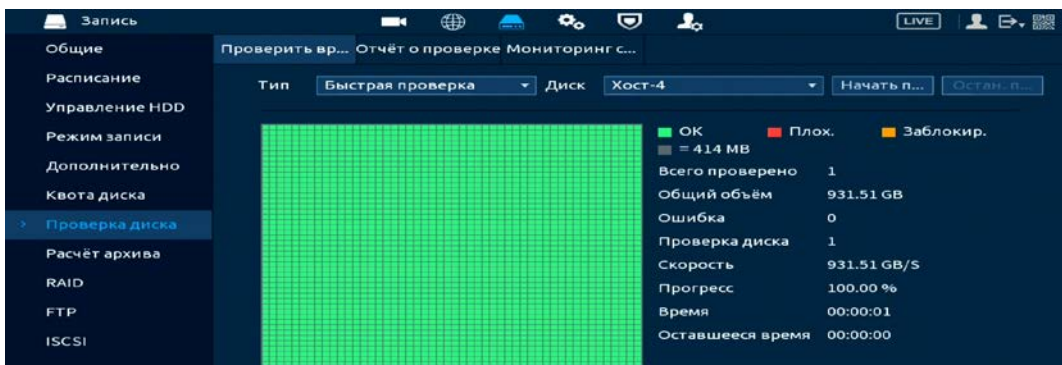 Запись LIVE
Общие
Расписание
Управление HDD
Режим записи
Дополнительно
Квота диска
Проверка диска
Расчёт архива
RAID
FTP
ISCSI
Проверить вр... Отчёт о проверке Мониторинг с...
Тип Быстрая проверка Диск Хост-4 Начать п... Остан. п...
OK Плох. Заблокир.
= 414 MB
Всего проверено 1
Общий объём 931.51 GB
Ошибка 0
Проверка диска 1
Скорость 931.51 GB/S
Прогресс 100.00 %
Время 00:00:01
Оставшееся время 00:00:00